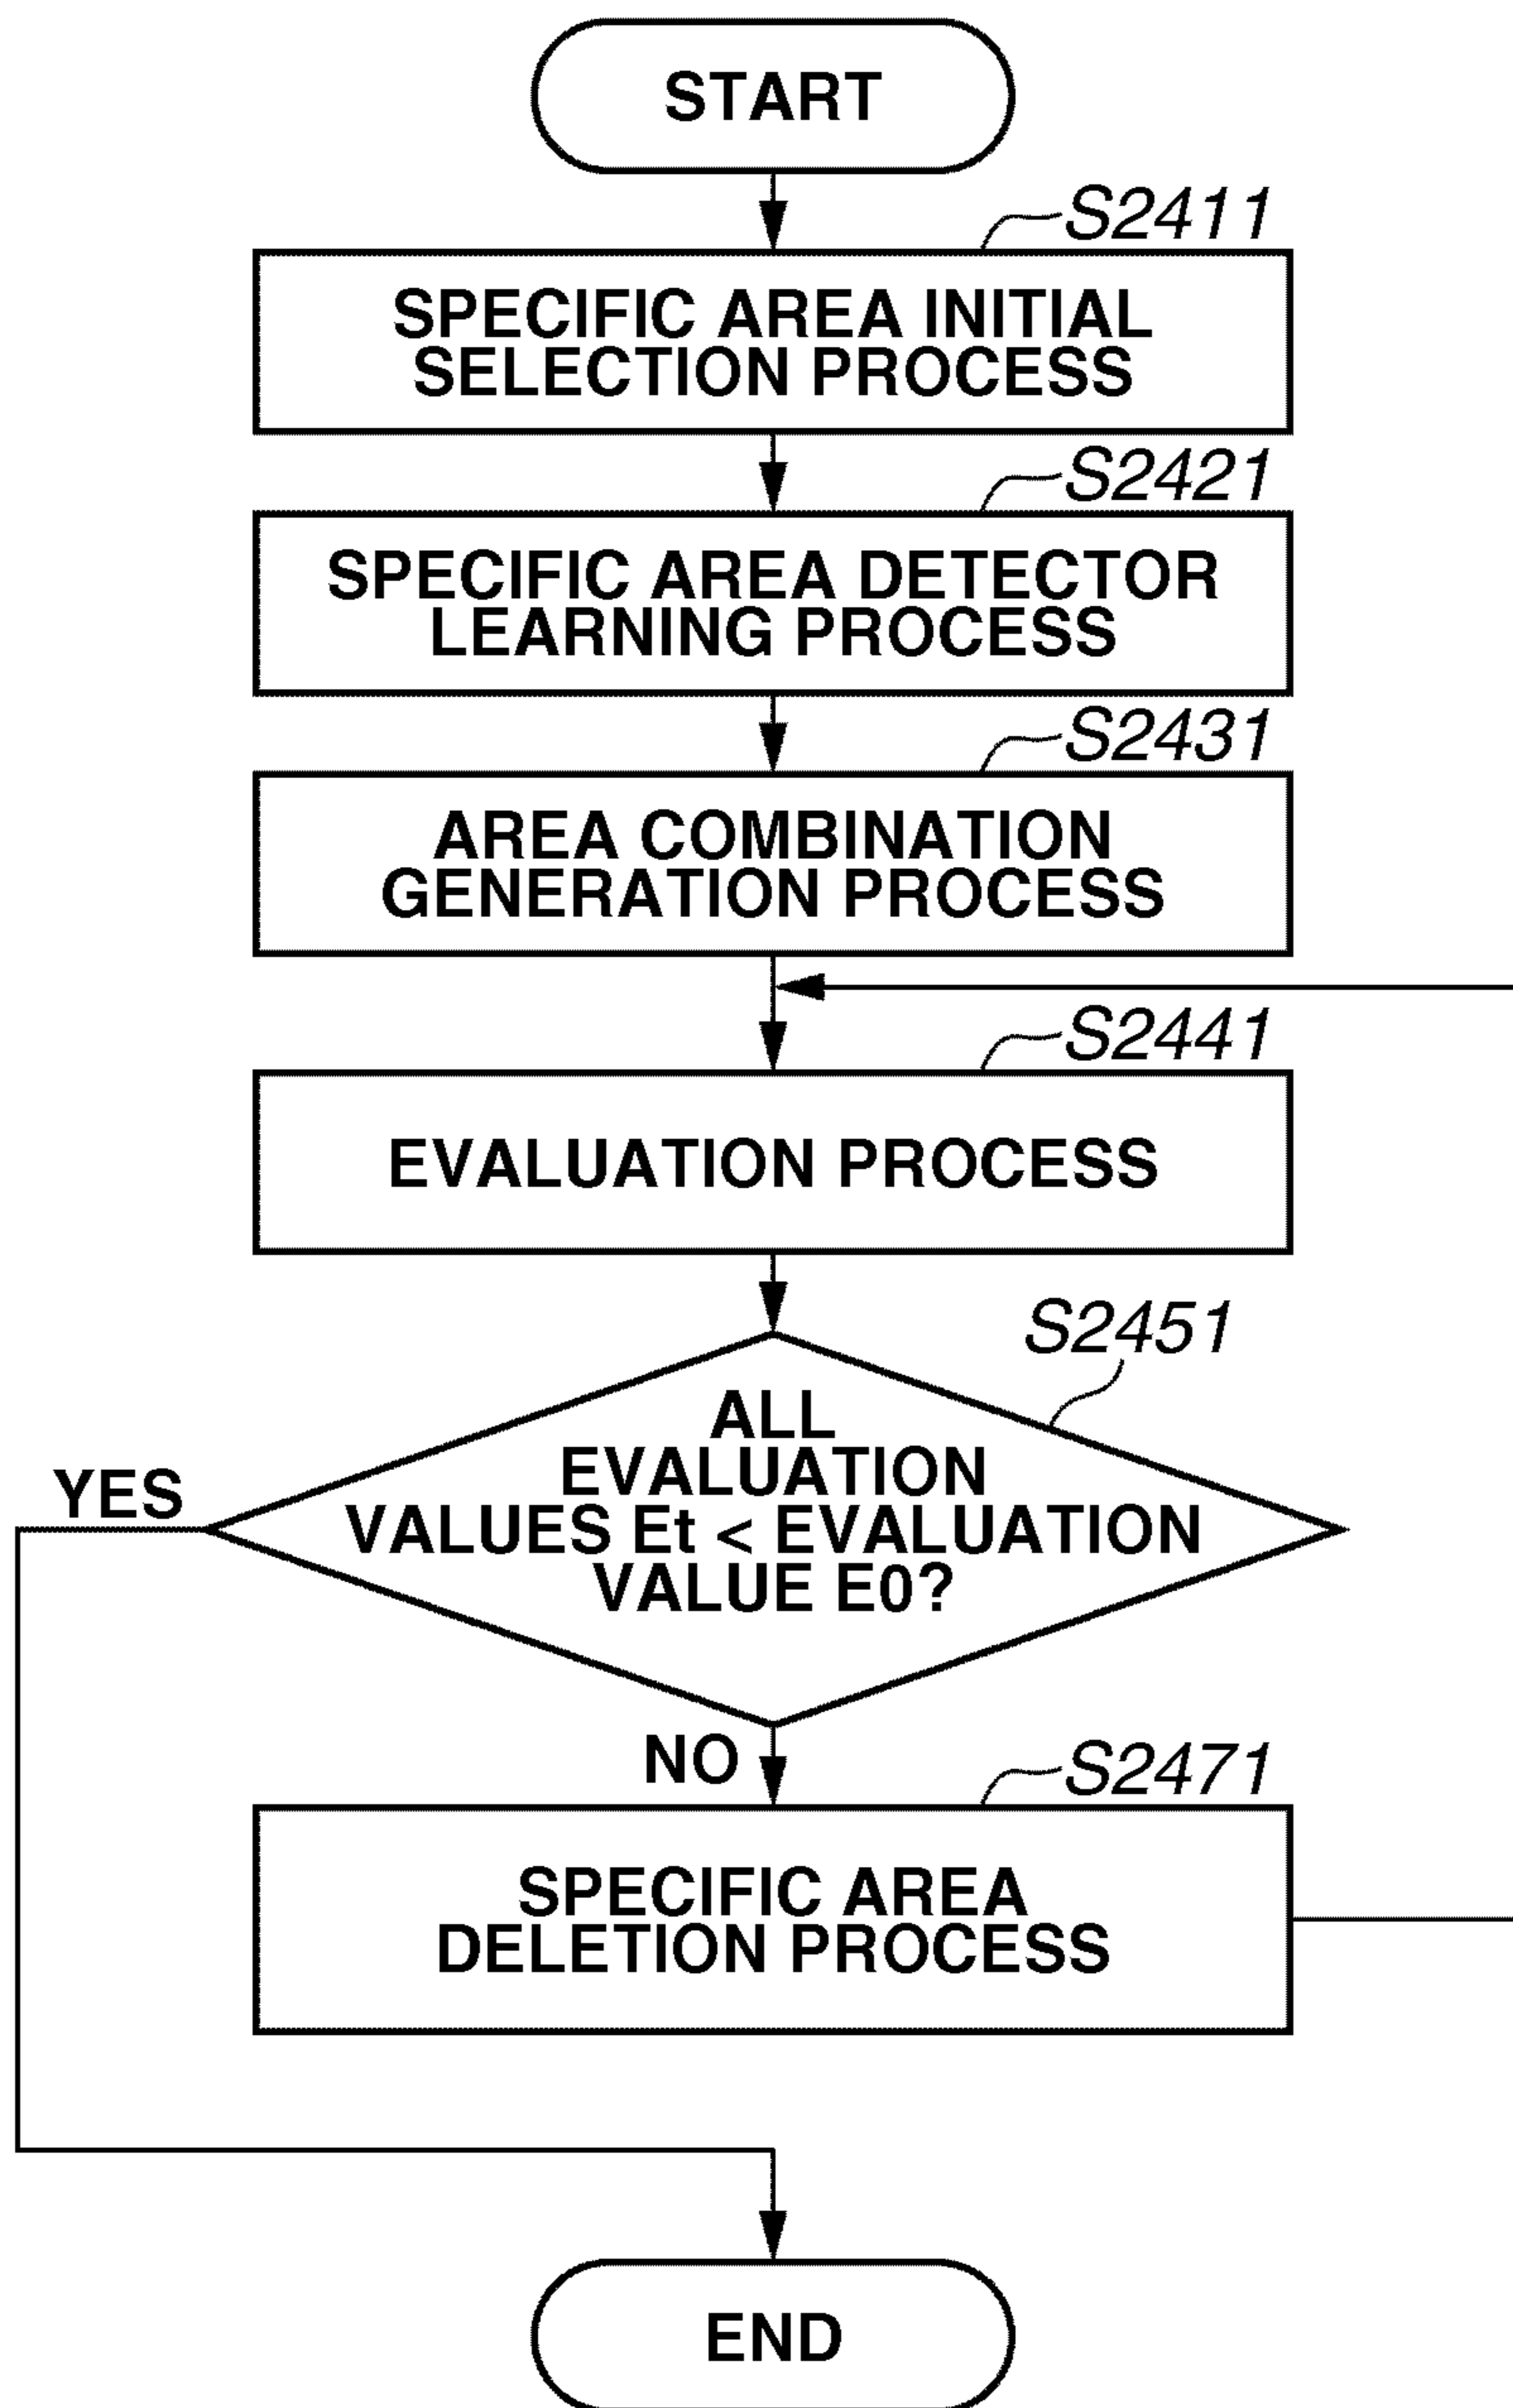 START
S2411
SPECIFIC AREA INITIAL
SELECTION PROCESS
S2421
SPECIFIC AREA DETECTOR
LEARNING PROCESS
S2431
AREA COMBINATION
GENERATION PROCESS
S2441
EVALUATION PROCESS
S2451
ALL
EVALUATION
VALUES Et < EVALUATION
VALUE E0?
YES
NO
S2471
SPECIFIC AREA
DELETION PROCESS
END